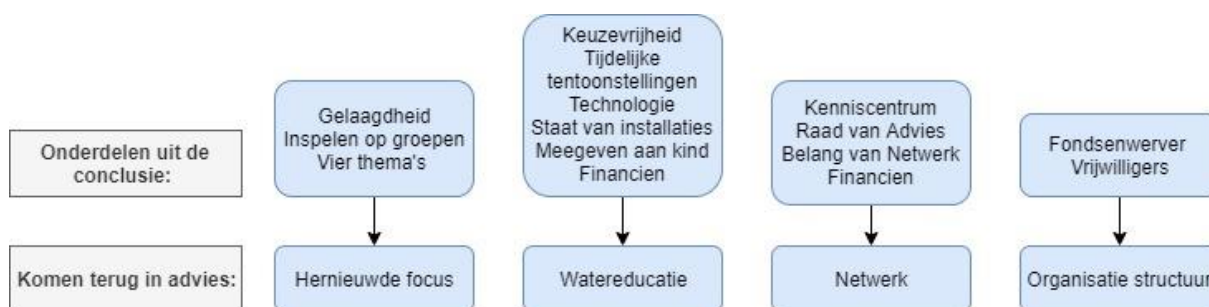 Onderdelen uit de
conclusie:
Gelaagdheid
Inspelen op groepen
Vier thema's
Keuzevrijheid
Tijdelijke
tentoonstellingen
Technologie
Staat van installaties
Meegeven aan kind
Financien
Kenniscentrum
Raad van Advies
Belang van Netwerk
Financien
Fondsenwerver
Vrijwilligers
Komen terug in advies:
Hernieuwde focus
Watereducatie
Netwerk
Organisatie structuur